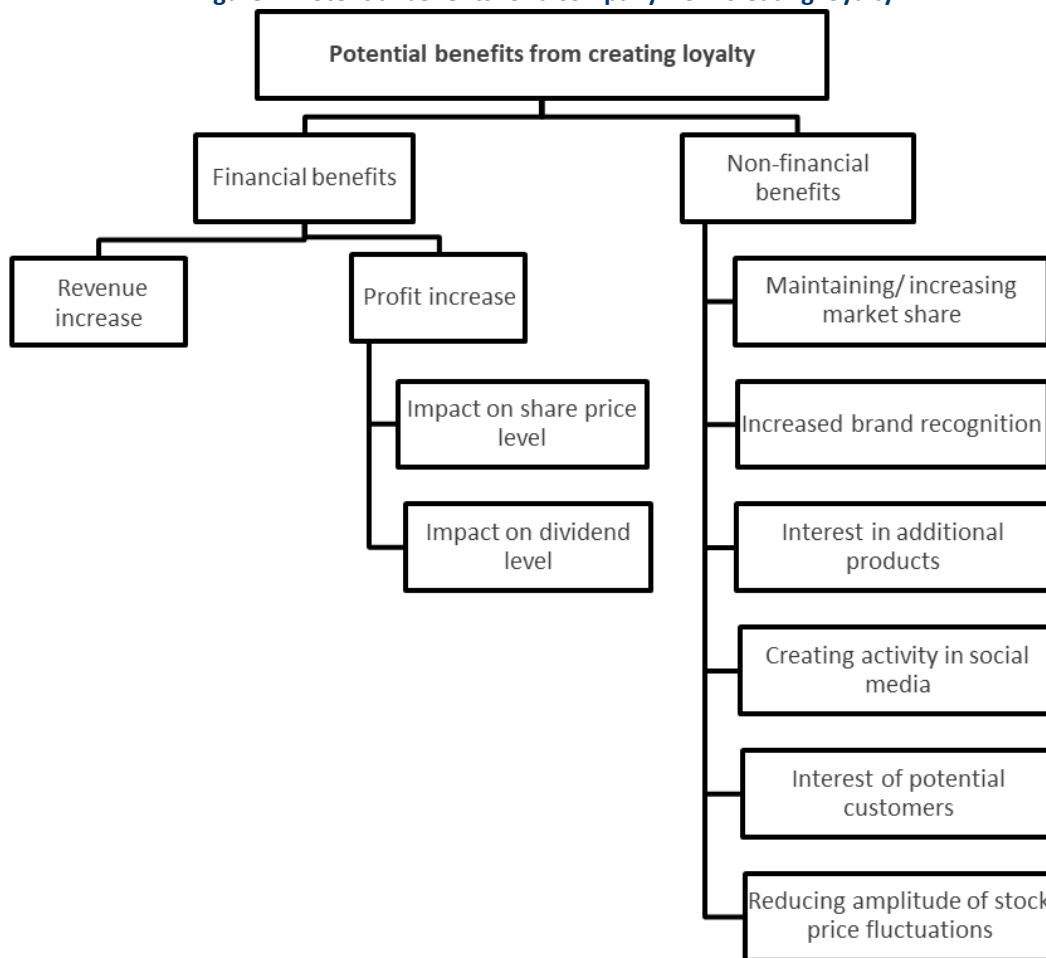 Potential benefits from creating loyalty
Financial benefits
Non-financial
benefits
Revenue
increase
Profit increase
Maintaining/ increasing
market share
Impact on share price
level
Increased brand recognition
Impact on dividend
level
Interest in additional
products
Creating activity in social
media
Interest of potential
customers
Reducing amplitude of stock
price fluctuations